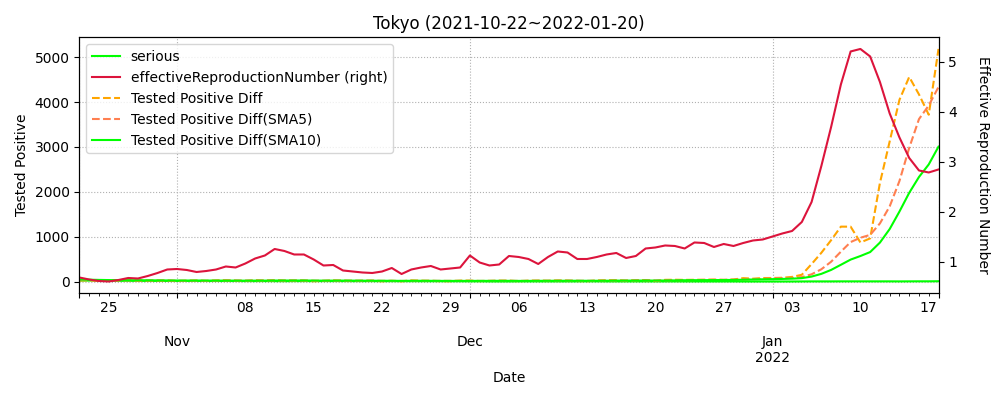 Tokyo (2021-10-22~2022-01-20)
serious
effectiveReproductionNumber (right)
Tested Positive Diff
Tested Positive Diff(SMA5)
Tested Positive Diff(SMA10)
Tested Positive
5000
4000
3000
2000
1000
0
Effective Reproduction Number
5
4
3
2
1
25 08 15 22 29 06 13 20 27 03 10 17
Nov Dec Jan
2022
Date